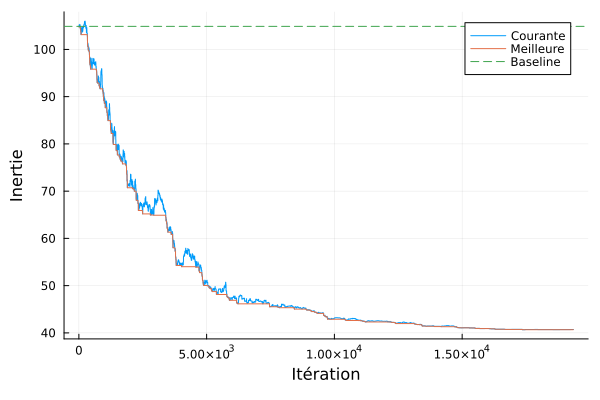 Inertie
100
90
80
70
60
50
40
0
5.00×10³
1.00×10⁴
1.50×10⁴
Itération
Courante
Meilleure
Baseline